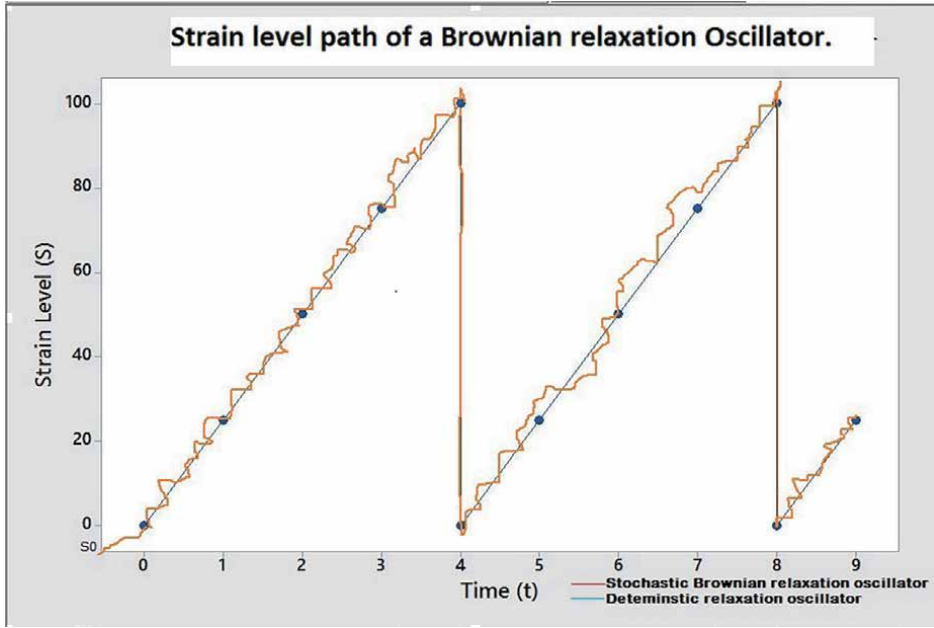 Strain level path of a Brownian relaxation Oscillator.
100
80
60
40
20
0
S0
Strain Level (S)
0 1 2 3 4 5 6 7 8 9
Time (t)
Stochastic Brownian relaxation oscillator
Deteminstic relaxation oscillator